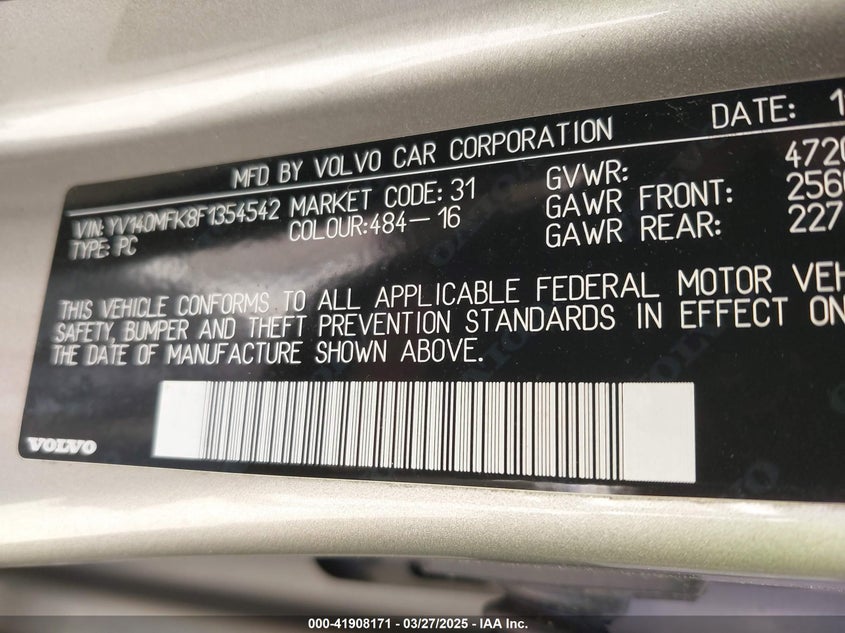 DATE: 1
MFD BY VOLVO CAR CORPORATION
VIN: YV140MFK8F1354542 MARKET CODE: 31 GVWR: 4720
TYPE: PC COLOUR:484-16 GAWR FRONT: 256
GAWR REAR: 227
THIS VEHICLE CONFORMS TO ALL APPLICABLE FEDERAL MOTOR VEH
SAFETY, BUMPER AND THEFT PREVENTION STANDARDS IN EFFECT ON
THE DATE OF MANUFACTURE SHOWN ABOVE.
VOLVO
000-41908171 | 03/27/2025 - IAA Inc.